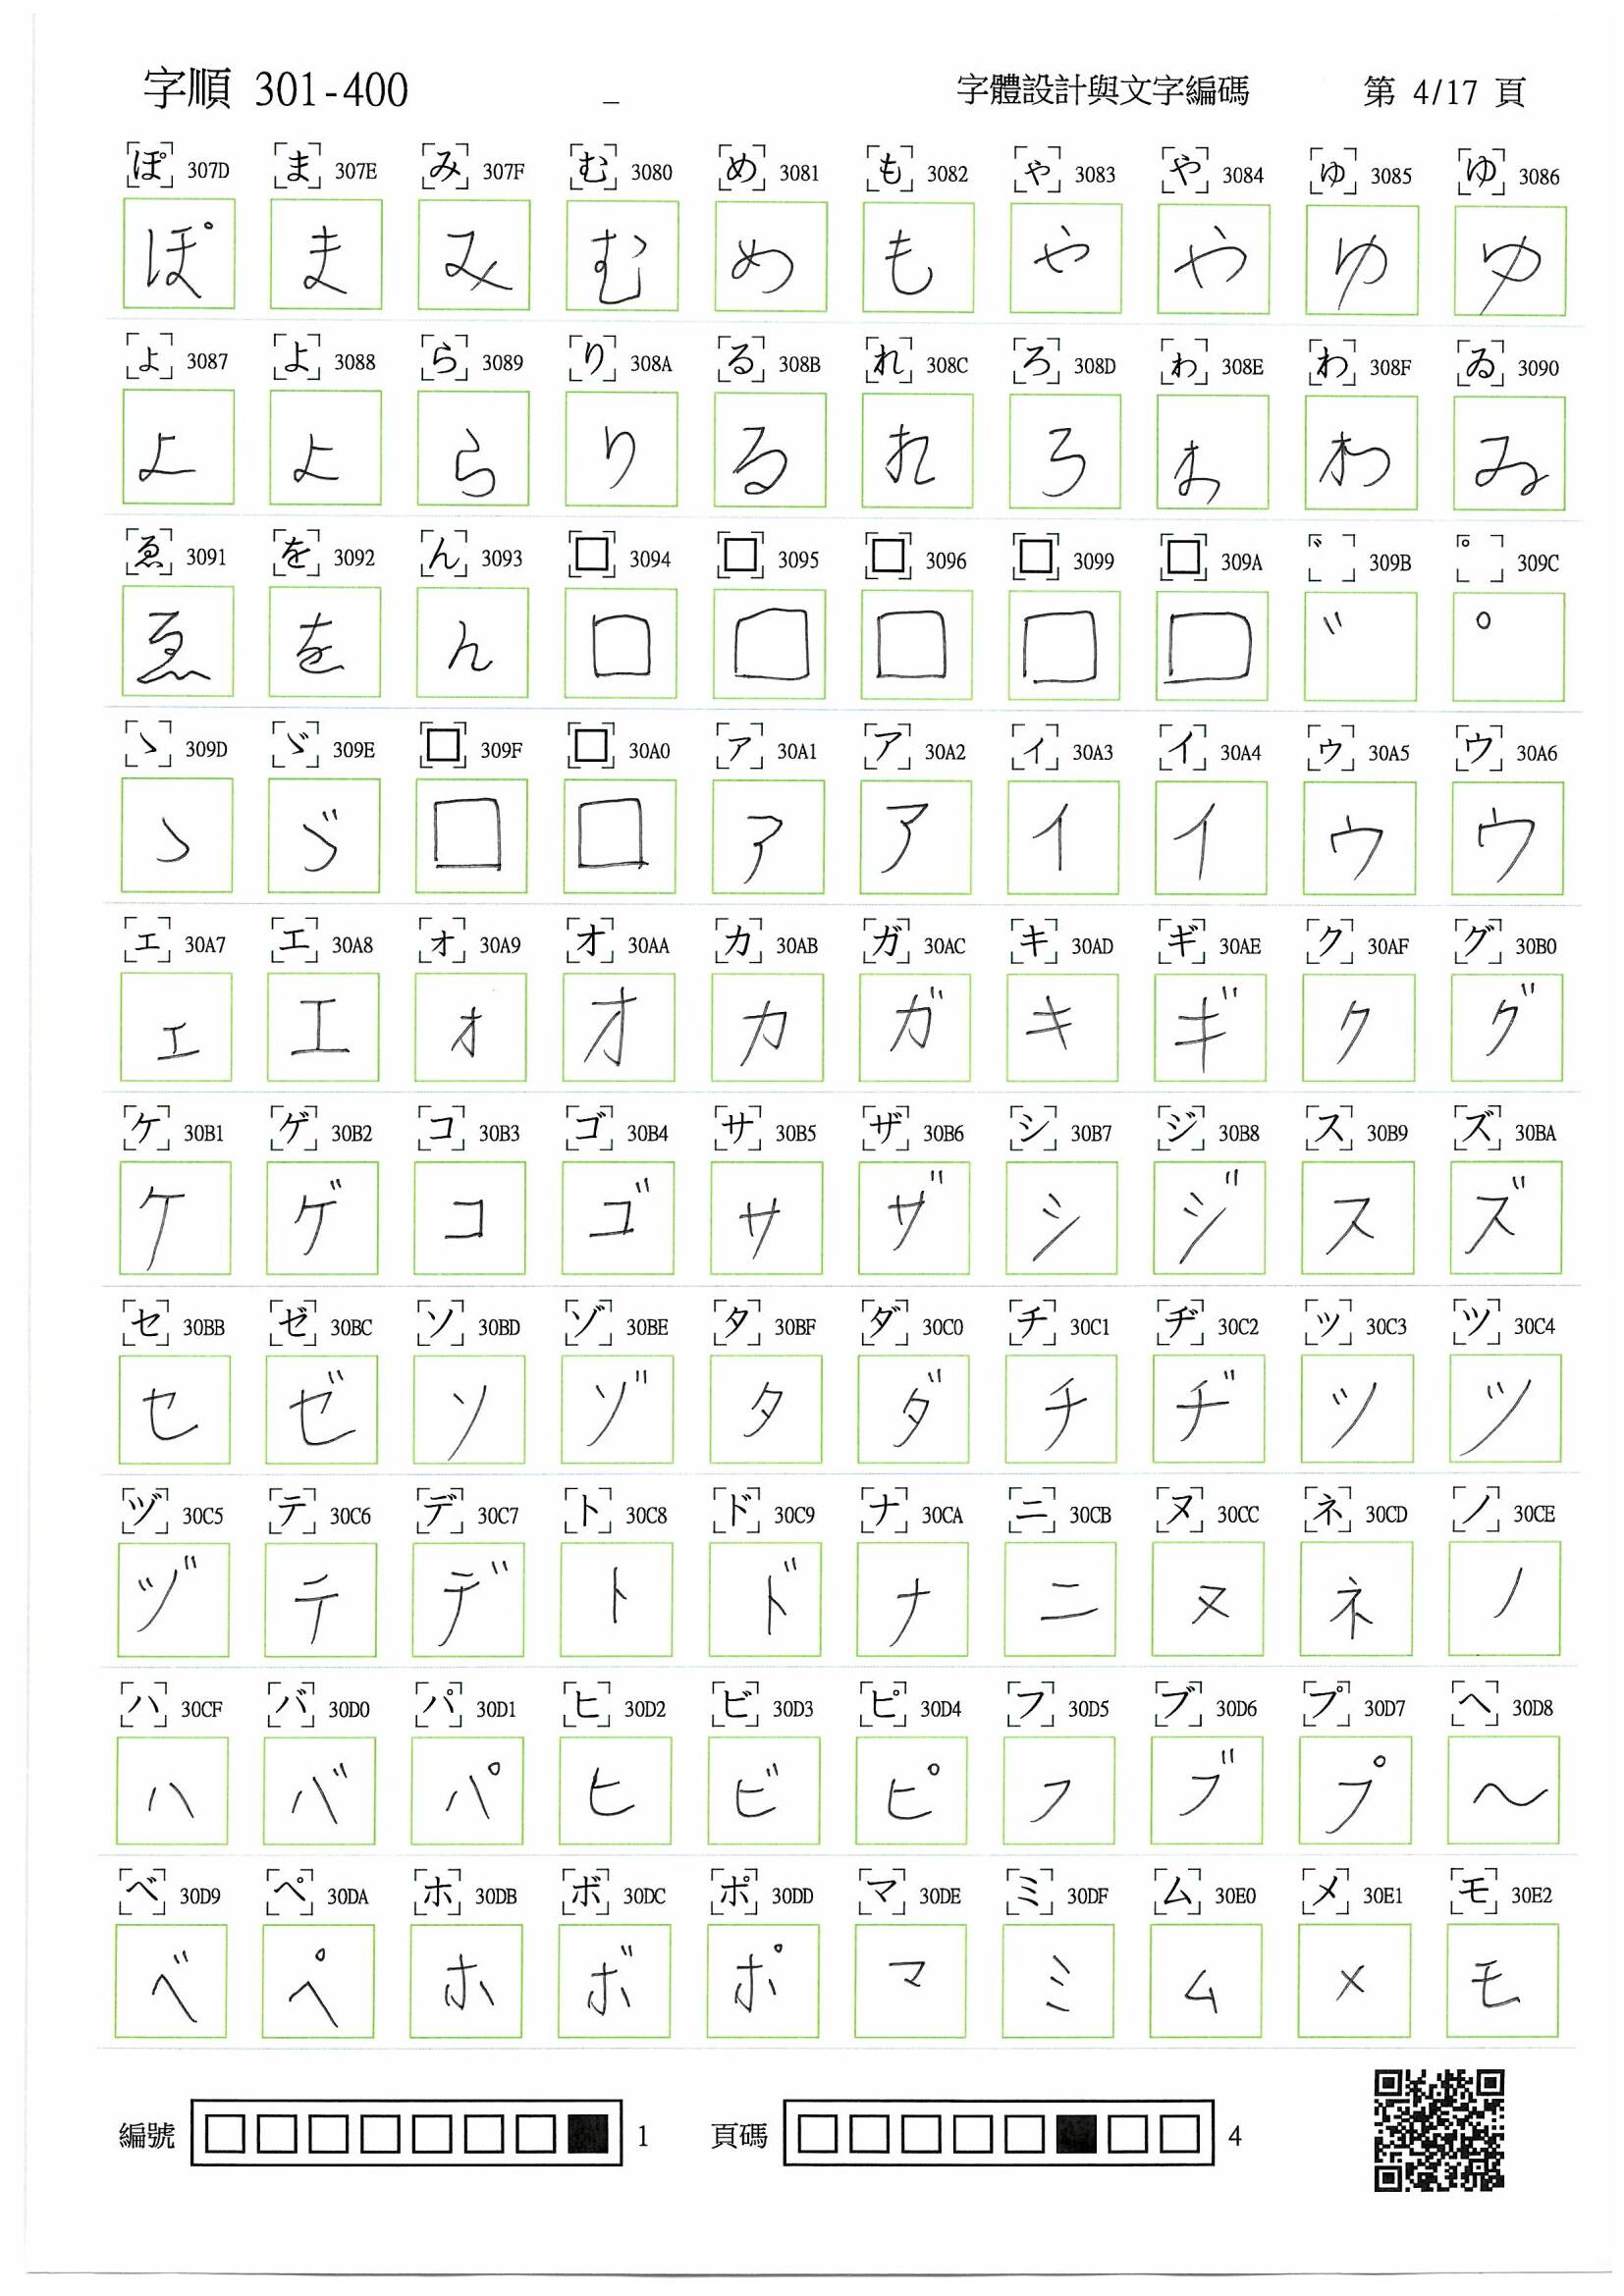 字順 301-400 _ 字體設計與文字編碼 第 4/17 頁
ぽ 307D ま 307E み 307F む 3080 め 3081 も 3082 ゃ 3083 や 3084 ゅ 3085 ゆ 3086
ぽ ま み む め も ゃ や ゅ ゆ
ょ 3087 よ 3088 ら 3089 り 308A る 308B れ 308C ろ 308D ゎ 308E わ 308F ゐ 3090
ょ よ ら り る れ ろ ゎ わ ゐ
ゑ 3091 を 3092 ん 3093 □ 3094 □ 3095 □ 3096 □ 3099 □ 309A ゛ 309B ゜ 309C
ゑ を ん □ □ □ □ □ ゛ ゜
ゝ 309D ゞ 309E □ 309F □ 30A0 ァ 30A1 ア 30A2 ィ 30A3 イ 30A4 ゥ 30A5 ウ 30A6
ゝ ゞ □ □ ァ ア ィ イ ゥ ウ
ェ 30A7 エ 30A8 ォ 30A9 オ 30AA カ 30AB ガ 30AC キ 30AD ギ 30AE ク 30AF グ 30B0
ェ エ ォ オ カ ガ キ ギ ク グ
ケ 30B1 ゲ 30B2 コ 30B3 ゴ 30B4 サ 30B5 ザ 30B6 シ 30B7 ジ 30B8 ス 30B9 ズ 30BA
ケ ゲ コ ゴ サ ザ シ ジ ス ズ
セ 30BB ゼ 30BC ソ 30BD ゾ 30BE タ 30BF ダ 30C0 チ 30C1 ヂ 30C2 ッ 30C3 ツ 30C4
セ ゼ ソ ゾ タ ダ チ ヂ ッ ツ
ヅ 30C5 テ 30C6 デ 30C7 ト 30C8 ド 30C9 ナ 30CA ニ 30CB ヌ 30CC ネ 30CD ノ 30CE
ヅ テ デ ト ド ナ ニ ヌ ネ ノ
ハ 30CF バ 30D0 パ 30D1 ヒ 30D2 ビ 30D3 ピ 30D4 フ 30D5 ブ 30D6 プ 30D7 ヘ 30D8
ハ バ パ ヒ ビ ピ フ ブ プ ヘ
ベ 30D9 ペ 30DA ホ 30DB ボ 30DC ポ 30DD マ 30DE ミ 30DF ム 30E0 メ 30E1 モ 30E2
ベ ペ ホ ボ ポ マ ミ ム メ モ
編號 □□□□□□□■ 1 頁碼 □□□□□■□□ 4